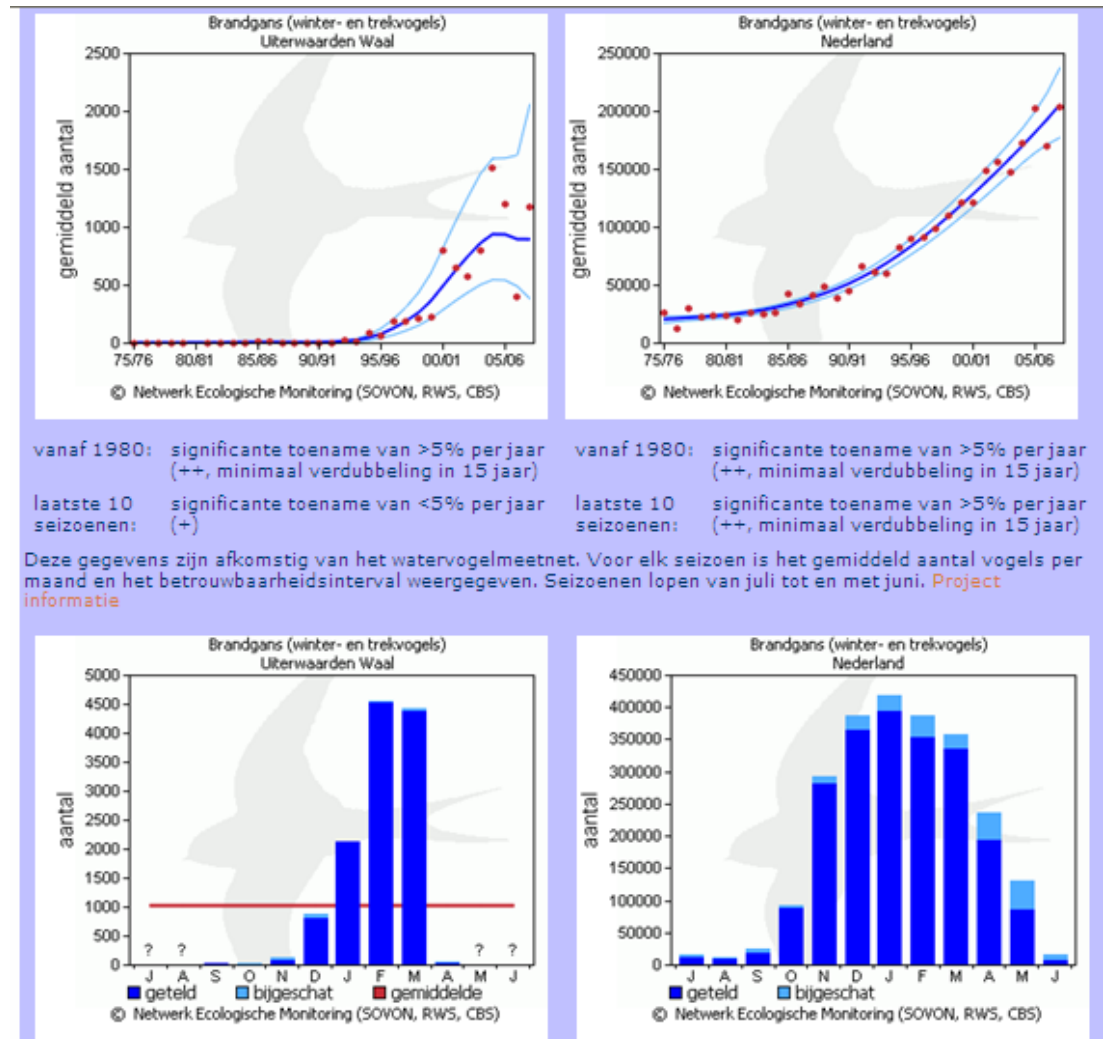 Brandgans (winter- en trekvogels)
Uiterwaarden Waal
2500
2000
1500
1000
500
0
gemiddeld aantal
75/76 80/81 85/86 90/91 95/96 00/01 05/06
© Netwerk Ecologische Monitoring (SOVON, RWS, CBS)
Brandgans (winter- en trekvogels)
Nederland
250000
200000
150000
100000
50000
0
gemiddeld aantal
75/76 80/81 85/86 90/91 95/96 00/01 05/06
© Netwerk Ecologische Monitoring (SOVON, RWS, CBS)
vanaf 1980: significante toename van >5% per jaar
(++, minimaal verdubbeling in 15 jaar)
laatste 10 significante toename van <5% per jaar
seizoenen: (+)
vanaf 1980: significante toename van >5% per jaar
(++, minimaal verdubbeling in 15 jaar)
laatste 10 significante toename van >5% per jaar
seizoenen: (++, minimaal verdubbeling in 15 jaar)
Deze gegevens zijn afkomstig van het watervogelmeetnet. Voor elk seizoen is het gemiddeld aantal vogels per
maand en het betrouwbaarheidsinterval weergegeven. Seizoenen lopen van juli tot en met juni. Project
informatie
Brandgans (winter- en trekvogels)
Uiterwaarden Waal
5000
4500
4000
3500
3000
2500
2000
1500
1000
500
0
aantal
? ? ? ?
J A S O N D J F M A M J
geteld bijgeschat gemiddelde
© Netwerk Ecologische Monitoring (SOVON, RWS, CBS)
Brandgans (winter- en trekvogels)
Nederland
450000
400000
350000
300000
250000
200000
150000
100000
50000
0
aantal
J A S O N D J F M A M J
geteld bijgeschat
© Netwerk Ecologische Monitoring (SOVON, RWS, CBS)